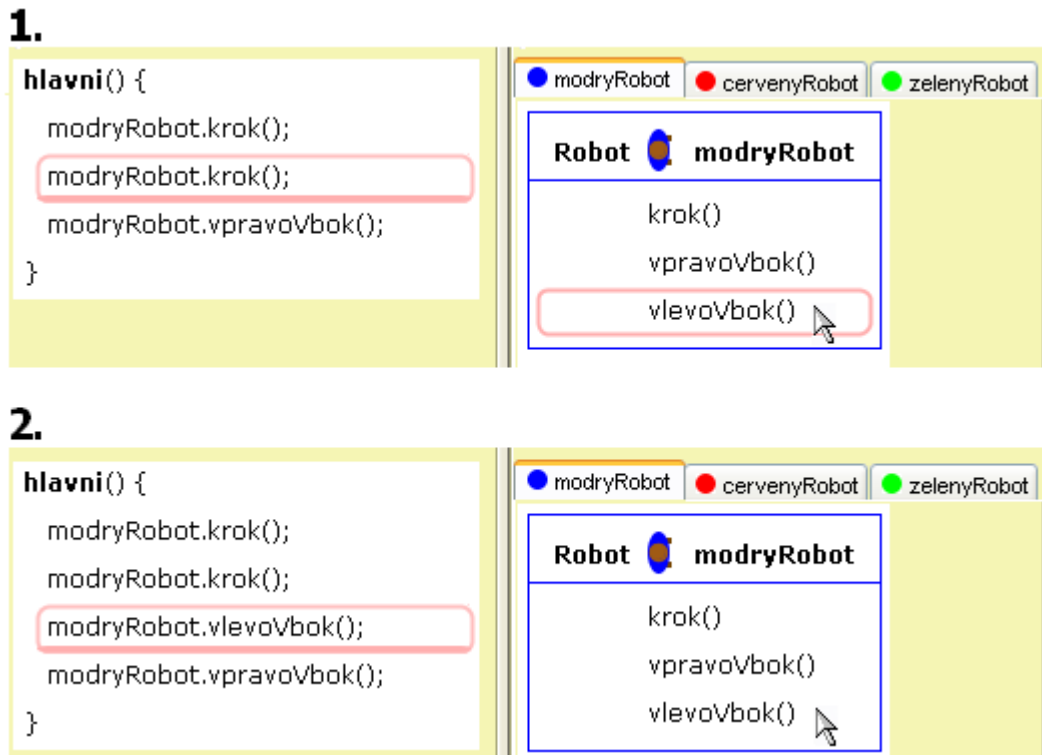 1.
hlavni() {
modryRobot.krok();
modryRobot.krok();
modryRobot.vpravoVbok();
}
modryRobot cervenyRobot zelenyRobot
Robot modryRobot
krok()
vpravoVbok()
vlevoVbok()
2.
hlavni() {
modryRobot.krok();
modryRobot.krok();
modryRobot.vlevoVbok();
modryRobot.vpravoVbok();
}
modryRobot cervenyRobot zelenyRobot
Robot modryRobot
krok()
vpravoVbok()
vlevoVbok()